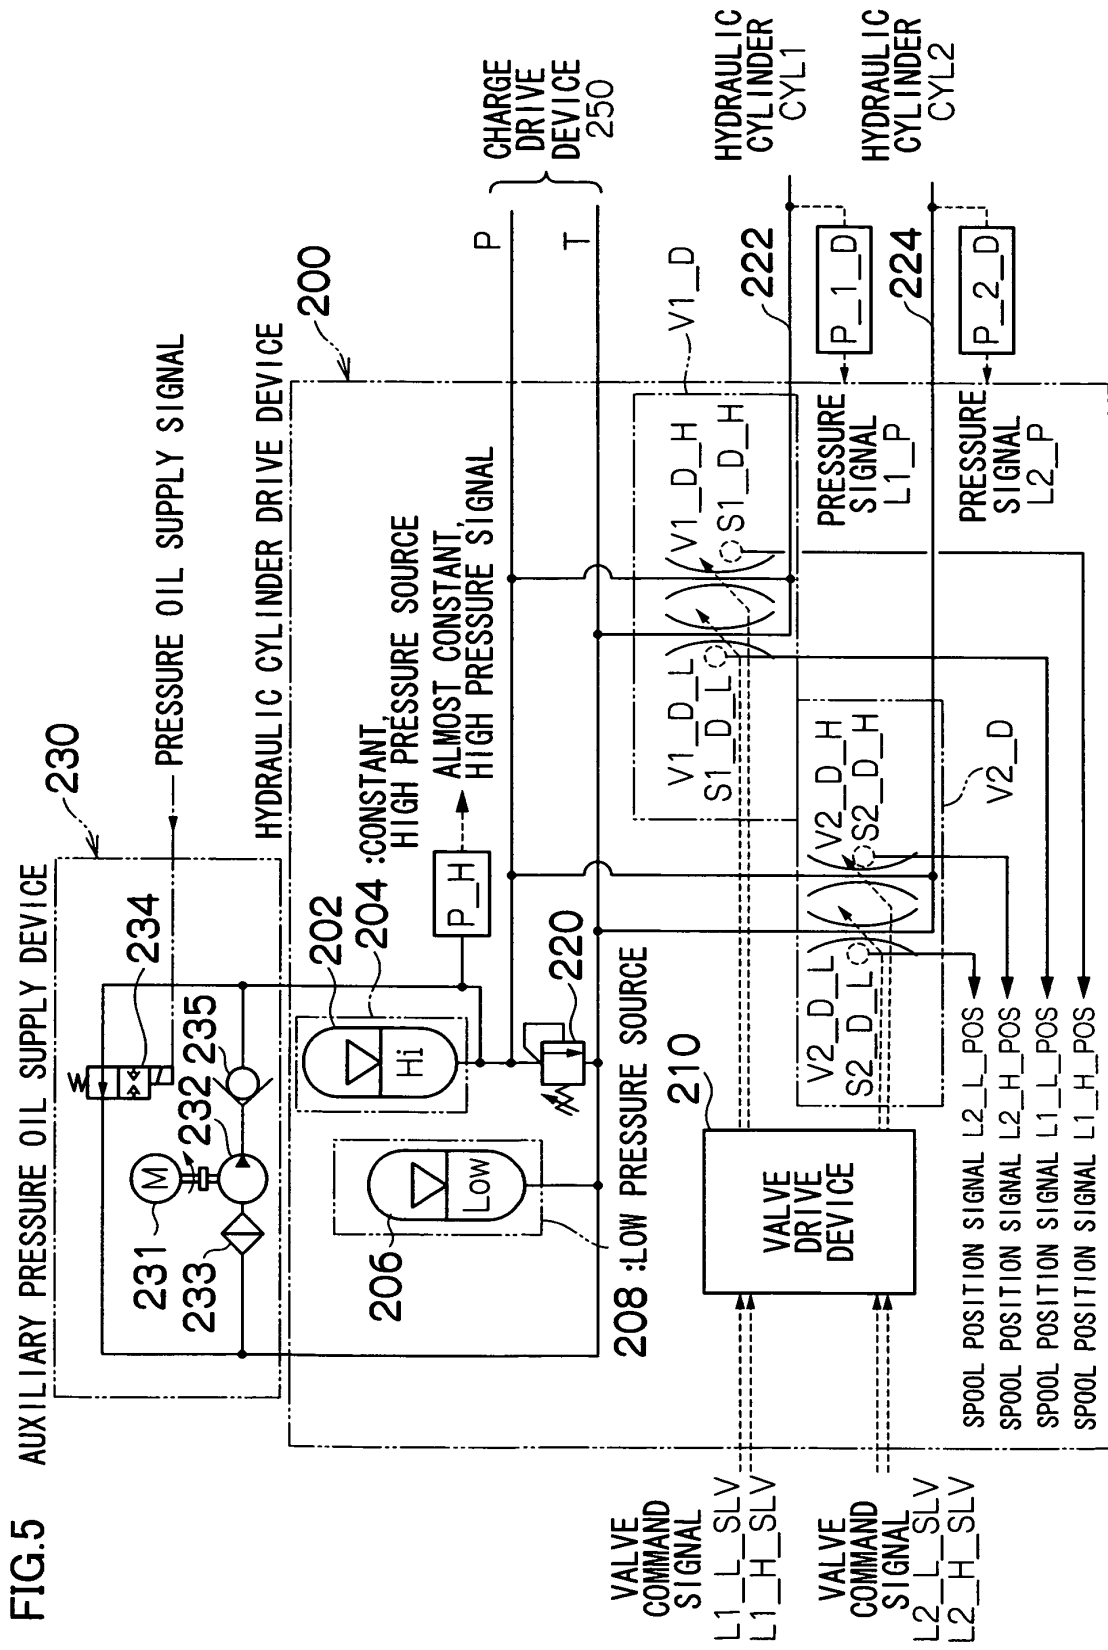 FIG.5
AUXILIARY PRESSURE OIL SUPPLY DEVICE
230
PRESSURE OIL SUPPLY SIGNAL
234
235
232
231
M
233
HYDRAULIC CYLINDER DRIVE DEVICE
200
202
204 :CONSTANT,
HIGH PRESSURE SOURCE
Hi
P_H
ALMOST CONSTANT,
HIGH PRESSURE SIGNAL
206
LOW
220
208 :LOW PRESSURE SOURCE
P
T
CHARGE
DRIVE
DEVICE
250
V1_D
V1_D_H
S1_D_H
V1_D_L
S1_D_L
222
HYDRAULIC
CYLINDER
CYL1
P_1_D
PRESSURE
SIGNAL
L1_P
224
HYDRAULIC
CYLINDER
CYL2
P_2_D
PRESSURE
SIGNAL
L2_P
V2_D_H
S2_D_H
V2_D
V2_D_L
S2_D_L
210
VALVE
DRIVE
DEVICE
VALVE
COMMAND
SIGNAL
L1_L_SLV
L1_H_SLV
VALVE
COMMAND
SIGNAL
L2_L_SLV
L2_H_SLV
SPOOL POSITION SIGNAL L2_L_POS
SPOOL POSITION SIGNAL L2_H_POS
SPOOL POSITION SIGNAL L1_L_POS
SPOOL POSITION SIGNAL L1_H_POS